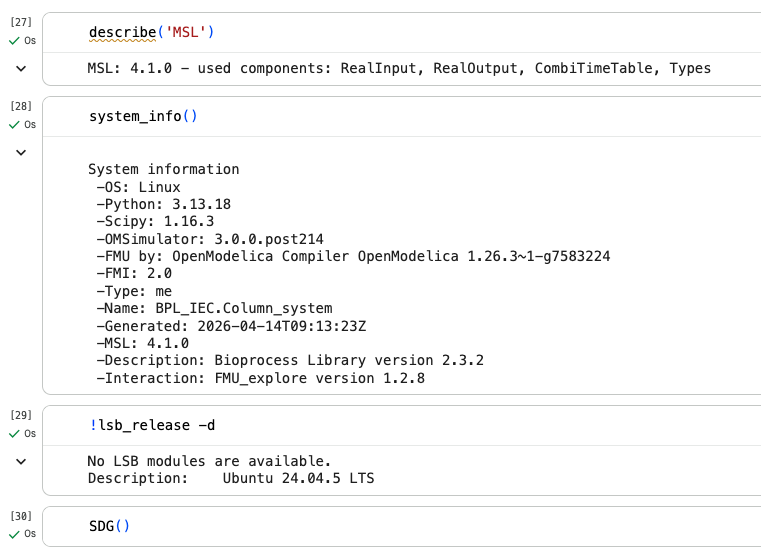 [27]
describe('MSL')
0s
MSL: 4.1.0 – used components: RealInput, RealOutput, CombiTimeTable, Types
[28]
system_info()
0s
System information
-OS: Linux
-Python: 3.13.18
-Scipy: 1.16.3
-OMSimulator: 3.0.0.post214
-FMU by: OpenModelica Compiler OpenModelica 1.26.3~1-g7583224
-FMI: 2.0
-Type: me
-Name: BPL_IEC.Column_system
-Generated: 2026-04-14T09:13:23Z
-MSL: 4.1.0
-Description: Bioprocess Library version 2.3.2
-Interaction: FMU_explore version 1.2.8
[29]
!lsb_release -d
0s
No LSB modules are available.
Description:    Ubuntu 24.04.5 LTS
[30]
SDG()
0s